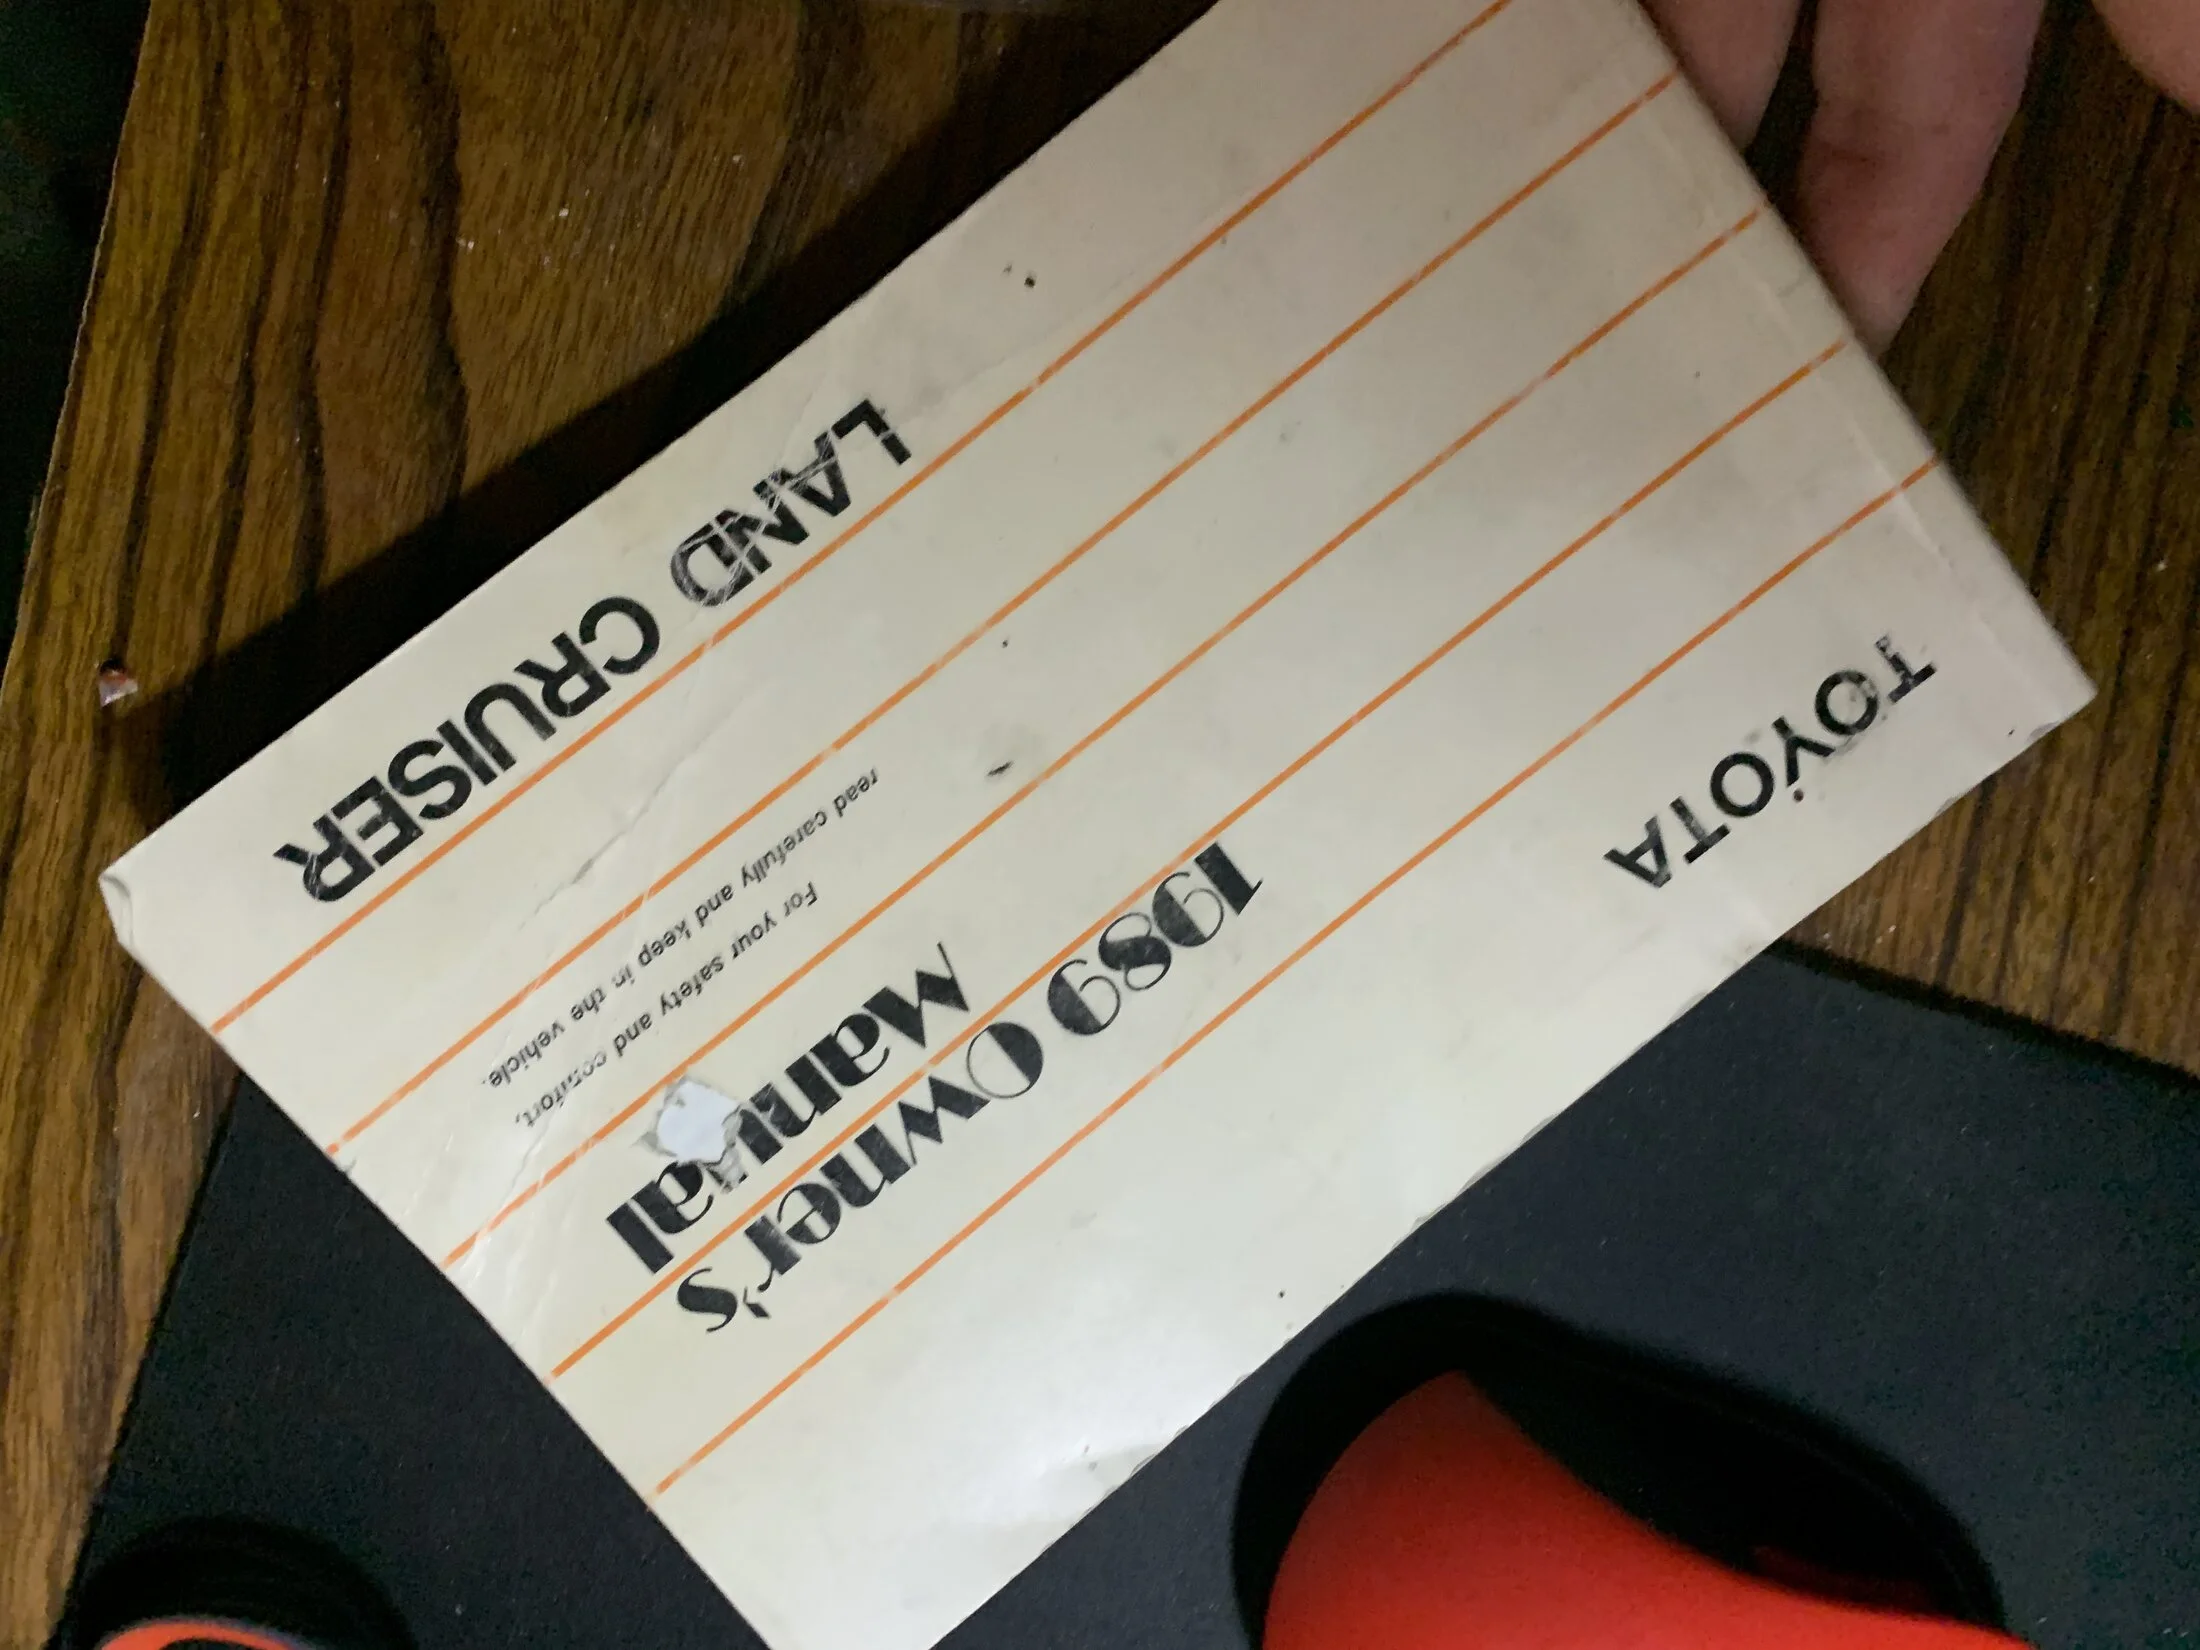 TOYOTA
1989 Owner's
Manual
For your safety and comfort,
read carefully and keep in the vehicle.
LAND CRUISER